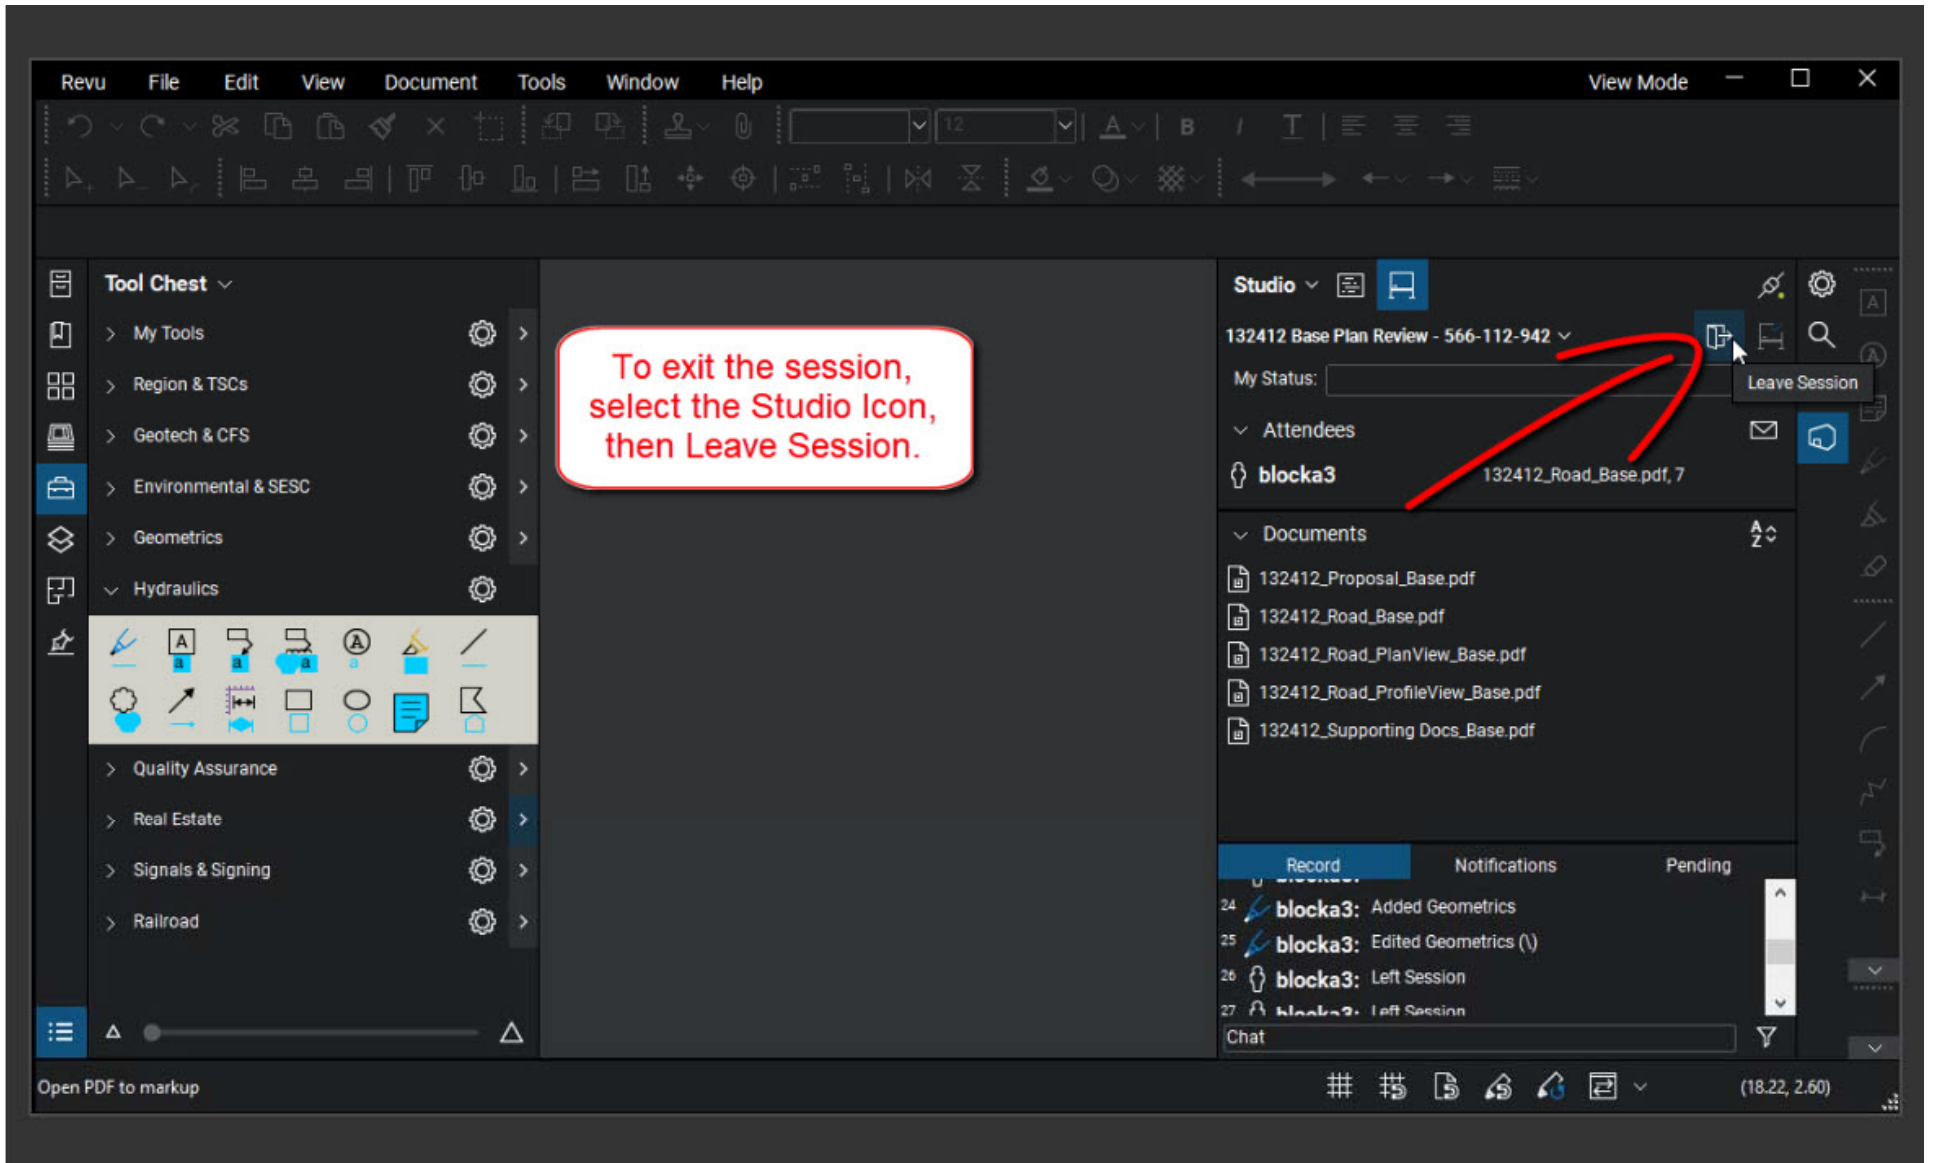 Revu File Edit View Document Tools Window Help View Mode
12 A B I T
Tool Chest
My Tools
Region & TSCs
Geotech & CFS
Environmental & SESC
Geometrics
Hydraulics
A a a a A a
Quality Assurance
Real Estate
Signals & Signing
Railroad
To exit the session,
select the Studio Icon,
then Leave Session.
Studio
132412 Base Plan Review - 566-112-942
My Status:
Leave Session
Attendees
blocka3 132412_Road_Base.pdf, 7
Documents
A
Z
132412_Proposal_Base.pdf
132412_Road_Base.pdf
132412_Road_PlanView_Base.pdf
132412_Road_ProfileView_Base.pdf
132412_Supporting Docs_Base.pdf
Record Notifications Pending
24 blocka3: Added Geometrics
25 blocka3: Edited Geometrics (\)
26 blocka3: Left Session
27 blocka3: Left Session
Chat
A
A
Open PDF to markup (18.22, 2.60)